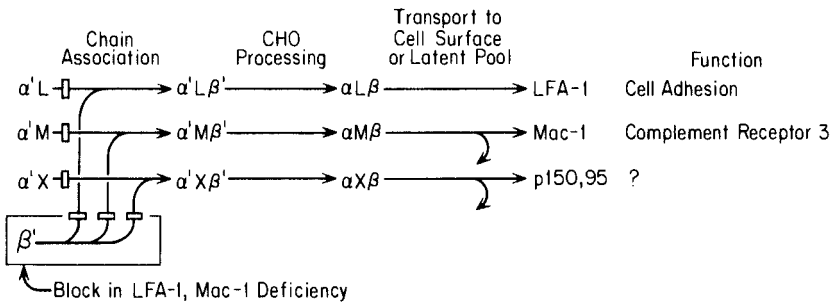 Chain Association
CHO Processing
Transport to Cell Surface or Latent Pool
Function
α'L α'Lβ' αLβ LFA-1 Cell Adhesion
α'M α'Mβ' αMβ Mac-1 Complement Receptor 3
α'X α'Xβ' αXβ p150,95 ?
β'
Block in LFA-1, Mac-1 Deficiency